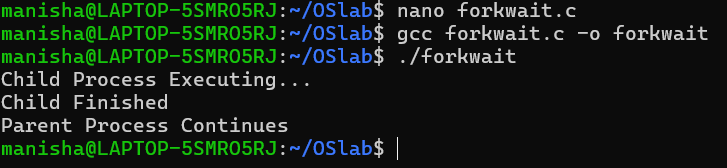 manisha@LAPTOP-5SMRO5RJ:~/OSlab$ nano forkwait.c
manisha@LAPTOP-5SMRO5RJ:~/OSlab$ gcc forkwait.c -o forkwait
manisha@LAPTOP-5SMRO5RJ:~/OSlab$ ./forkwait
Child Process Executing...
Child Finished
Parent Process Continues
manisha@LAPTOP-5SMRO5RJ:~/OSlab$